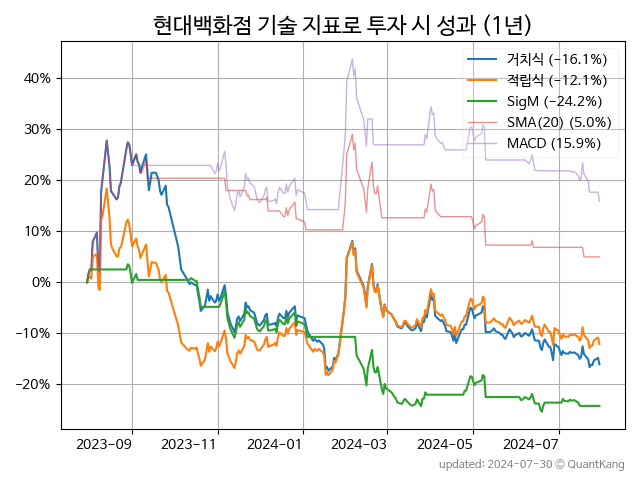 현대백화점 기술 지표로 투자 시 성과 (1년)
거치식 (−16.1%)
적립식 (−12.1%)
SigM (−24.2%)
SMA(20) (5.0%)
MACD (15.9%)
40%
30%
20%
10%
0%
−10%
−20%
2023-09 2023-11 2024-01 2024-03 2024-05 2024-07
updated: 2024-07-30 © QuantKang